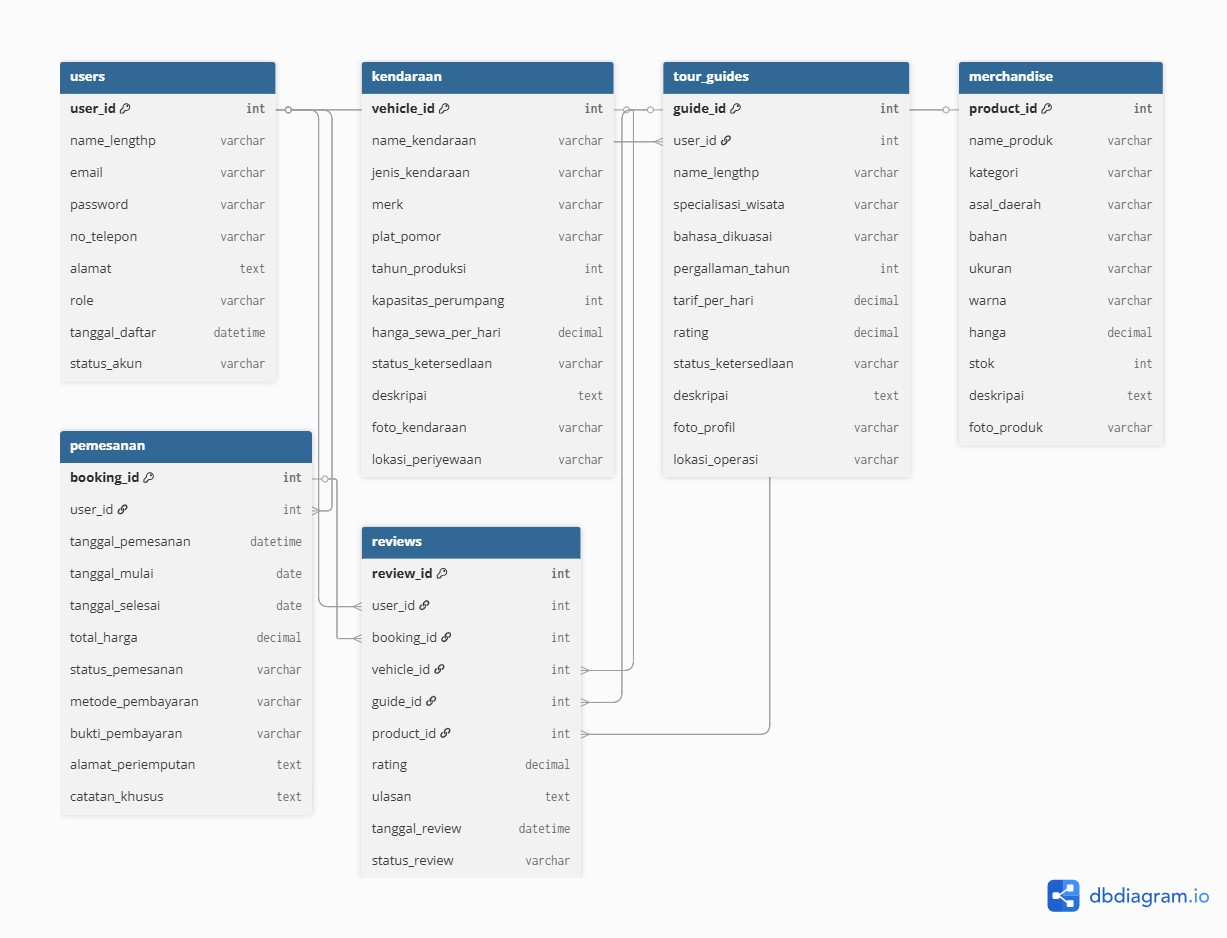 users
user_id int
name_lengthp varchar
email varchar
password varchar
no_telepon varchar
alamat text
role varchar
tanggal_daftar datetime
status_akun varchar
kendaraan
vehicle_id int
name_kendaraan varchar
jenis_kendaraan varchar
merk varchar
plat_pomor varchar
tahun_produksi int
kapasitas_perumpang int
hanga_sewa_per_hari decimal
status_ketersedlaan varchar
deskripai text
foto_kendaraan varchar
lokasi_periyewaan varchar
tour_guides
guide_id int
user_id int
name_lengthp varchar
specialisasi_wisata varchar
bahasa_dikuasai varchar
pergallaman_tahun int
tarif_per_hari decimal
rating decimal
status_ketersedlaan varchar
deskripai text
foto_profil varchar
lokasi_operasi varchar
merchandise
product_id int
name_produk varchar
kategori varchar
asal_daerah varchar
bahan varchar
ukuran varchar
warna varchar
hanga decimal
stok int
deskripai text
foto_produk varchar
pemesanan
booking_id int
user_id int
tanggal_pemesanan datetime
tanggal_mulai date
tanggal_selesai date
total_harga decimal
status_pemesanan varchar
metode_pembayaran varchar
bukti_pembayaran varchar
alamat_periemputan text
catatan_khusus text
reviews
review_id int
user_id int
booking_id int
vehicle_id int
guide_id int
product_id int
rating decimal
ulasan text
tanggal_review datetime
status_review varchar
dbdiagram.io